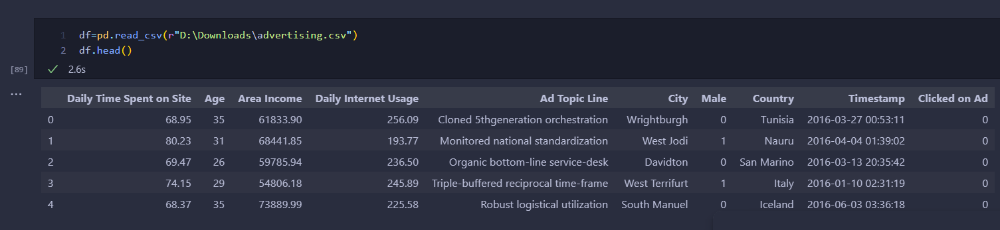 1 df=pd.read_csv(r"D:\Downloads\advertising.csv")
2 df.head()
[89] 2.6s
...
Daily Time Spent on Site Age Area Income Daily Internet Usage Ad Topic Line City Male Country Timestamp Clicked on Ad
0 68.95 35 61833.90 256.09 Cloned 5thgeneration orchestration Wrightburgh 0 Tunisia 2016-03-27 00:53:11 0
1 80.23 31 68441.85 193.77 Monitored national standardization West Jodi 1 Nauru 2016-04-04 01:39:02 0
2 69.47 26 59785.94 236.50 Organic bottom-line service-desk Davidton 0 San Marino 2016-03-13 20:35:42 0
3 74.15 29 54806.18 245.89 Triple-buffered reciprocal time-frame West Terrifurt 1 Italy 2016-01-10 02:31:19 0
4 68.37 35 73889.99 225.58 Robust logistical utilization South Manuel 0 Iceland 2016-06-03 03:36:18 0